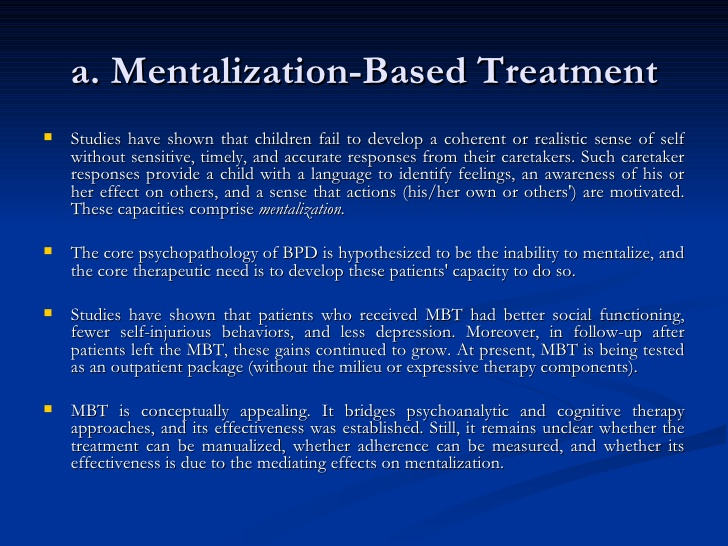 a. Mentalization-Based Treatment
Studies have shown that children fail to develop a coherent or realistic sense of self
without sensitive, timely, and accurate responses from their caretakers. Such caretaker
responses provide a child with a language to identify feelings, an awareness of his or
her effect on others, and a sense that actions (his/her own or others') are motivated.
These capacities comprise mentalization.
The core psychopathology of BPD is hypothesized to be the inability to mentalize, and
the core therapeutic need is to develop these patients' capacity to do so.
Studies have shown that patients who received MBT had better social functioning,
fewer self-injurious behaviors, and less depression. Moreover, in follow-up after
patients left the MBT, these gains continued to grow. At present, MBT is being tested
as an outpatient package (without the milieu or expressive therapy components).
MBT is conceptually appealing. It bridges psychoanalytic and cognitive therapy
approaches, and its effectiveness was established. Still, it remains unclear whether the
treatment can be manualized, whether adherence can be measured, and whether its
effectiveness is due to the mediating effects on mentalization.